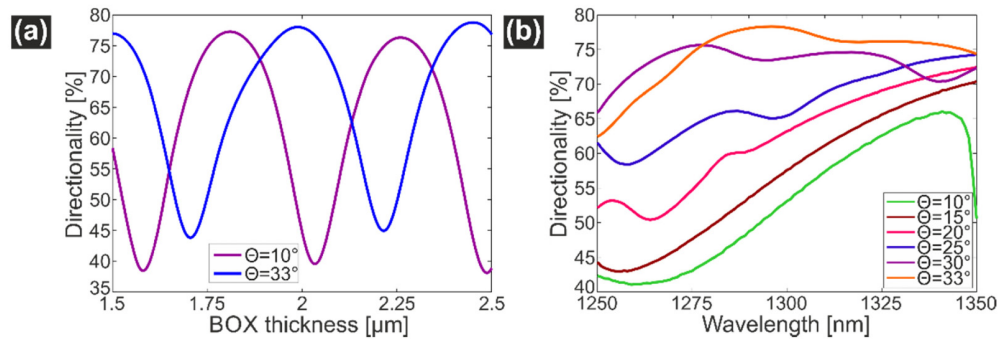 (a)
Directionality [%]
80
75
70
65
60
55
50
45
40
35
Θ=10°
Θ=33°
1.5
1.75
2
2.25
2.5
BOX thickness [µm]
(b)
Directionality [%]
80
75
70
65
60
55
50
45
40
Θ=10°
Θ=15°
Θ=20°
Θ=25°
Θ=30°
Θ=33°
1250
1275
1300
1325
1350
Wavelength [nm]